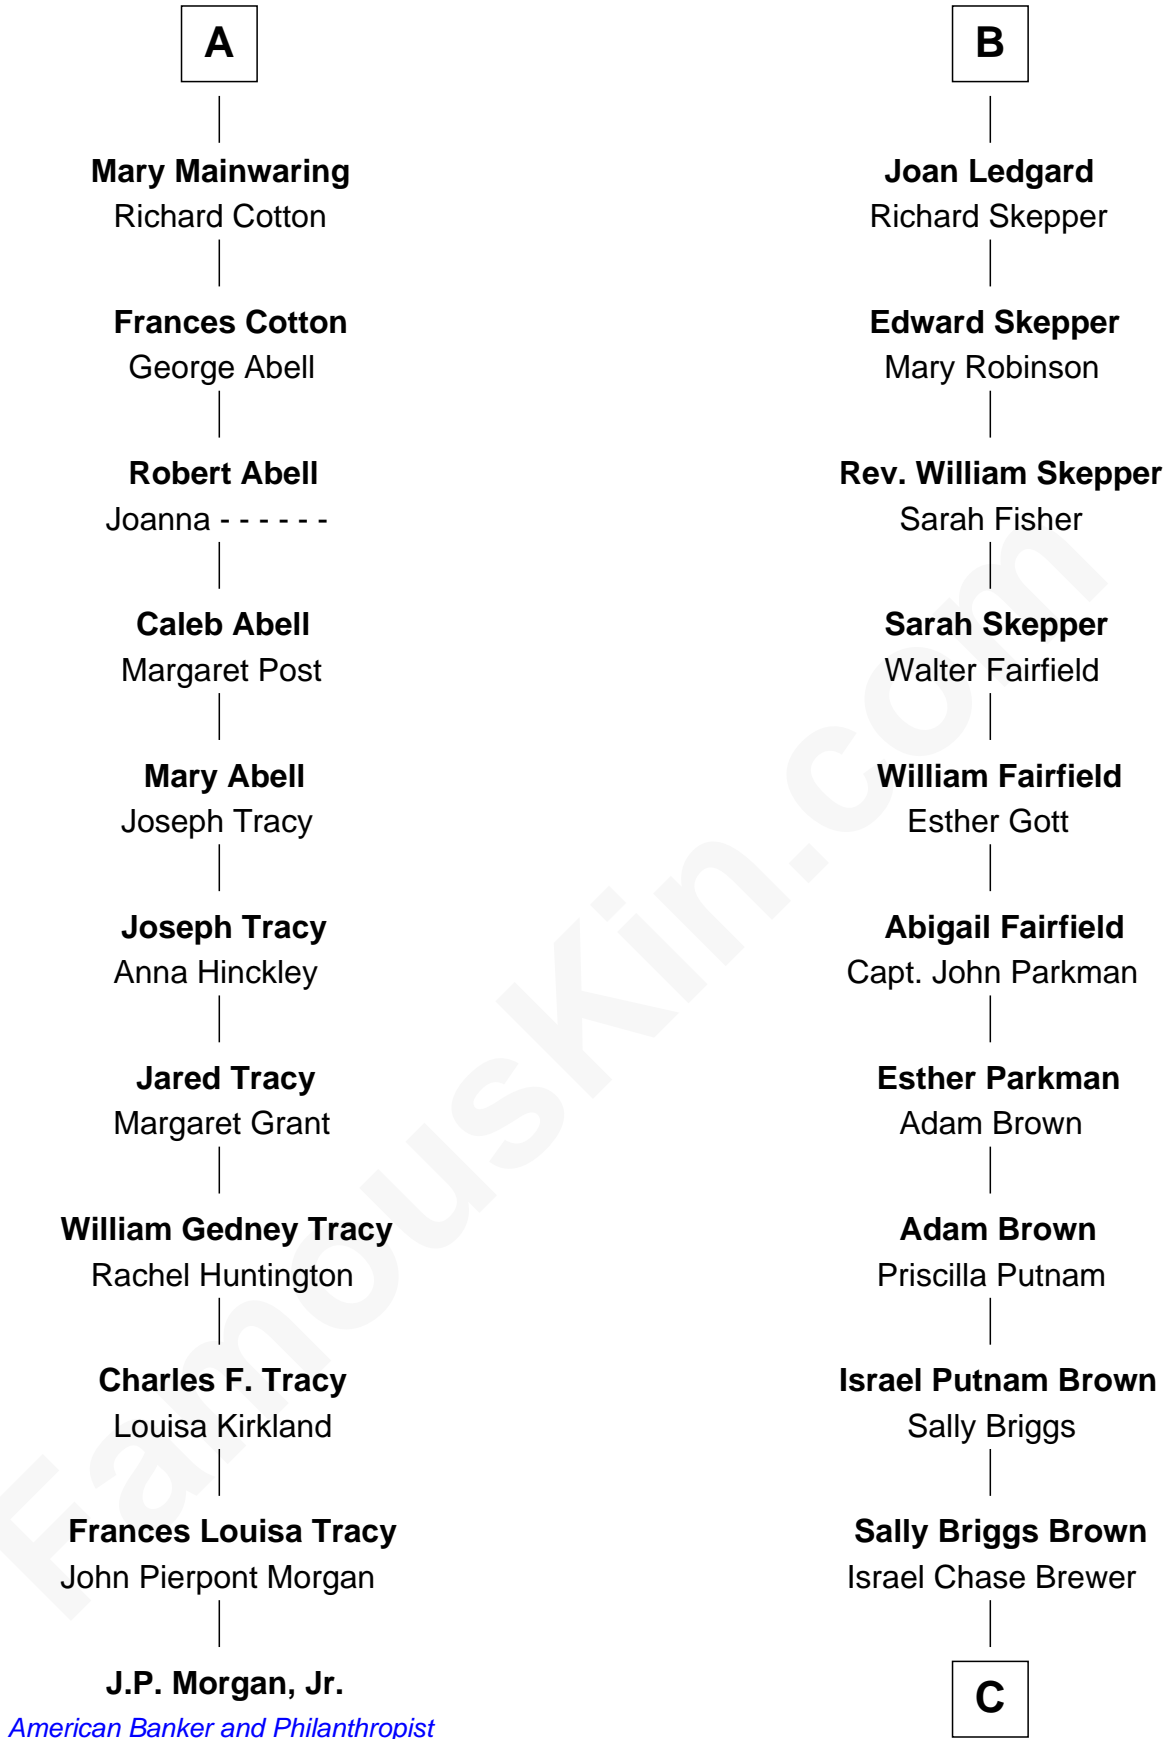 A
Mary Mainwaring
Richard Cotton
Frances Cotton
George Abell
Robert Abell
Joanna - - - - - -
Caleb Abell
Margaret Post
Mary Abell
Joseph Tracy
Joseph Tracy
Anna Hinckley
Jared Tracy
Margaret Grant
William Gedney Tracy
Rachel Huntington
Charles F. Tracy
Louisa Kirkland
Frances Louisa Tracy
John Pierpont Morgan
J.P. Morgan, Jr.
American Banker and Philanthropist
B
Joan Ledgard
Richard Skepper
Edward Skepper
Mary Robinson
Rev. William Skepper
Sarah Fisher
Sarah Skepper
Walter Fairfield
William Fairfield
Esther Gott
Abigail Fairfield
Capt. John Parkman
Esther Parkman
Adam Brown
Adam Brown
Priscilla Putnam
Israel Putnam Brown
Sally Briggs
Sally Briggs Brown
Israel Chase Brewer
C
FamousKin.com